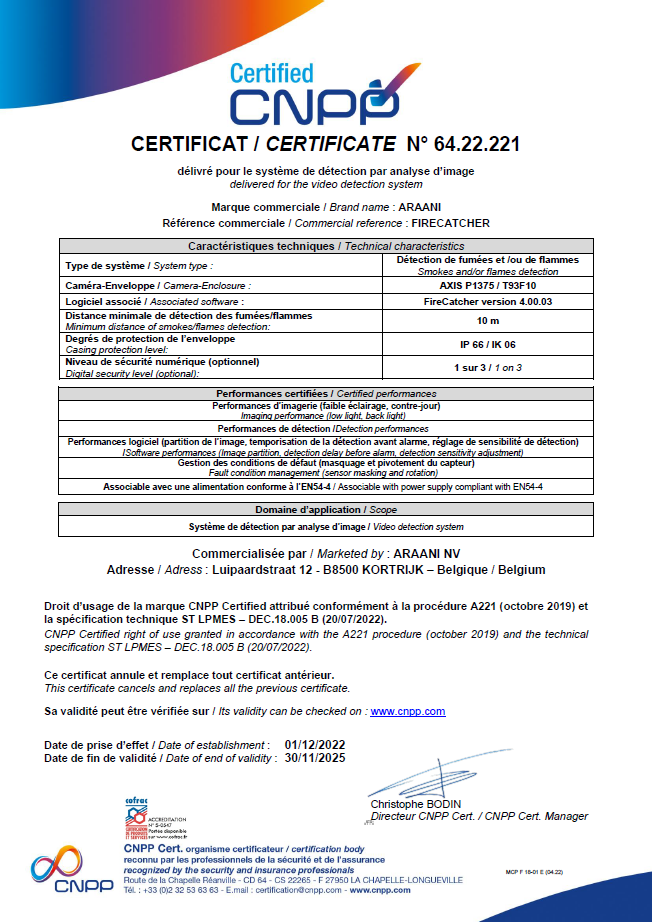 Certified
CNPP
CERTIFICAT / CERTIFICATE N° 64.22.221
délivré pour le système de détection par analyse d'image
delivered for the video detection system
Marque commerciale / Brand name : ARAANI
Référence commerciale / Commercial reference : FIRECATCHER
Caractéristiques techniques / Technical characteristics
Type de système / System type :
Détection de fumées et /ou de flammes
Smokes and/or flames detection
Caméra-Enveloppe / Camera-Enclosure :
AXIS P1375 / T93F10
Logiciel associé / Associated software :
FireCatcher version 4.00.03
Distance minimale de détection des fumées/flammes
Minimum distance of smokes/flames detection:
10 m
Degrés de protection de l'enveloppe
Casing protection level:
IP 66 / IK 06
Niveau de sécurité numérique (optionnel)
Digital security level (optional):
1 sur 3 / 1 on 3
Performances certifiées / Certified performances
Performances d'imagerie (faible éclairage, contre-jour)
Imaging performance (low light, back light)
Performances de détection /Detection performances
Performances logiciel (partition de l'image, temporisation de la détection avant alarme, réglage de sensibilité de détection)
/Software performances (Image partition, detection delay before alarm, detection sensitivity adjustment)
Gestion des conditions de défaut (masquage et pivotement du capteur)
Fault condition management (sensor masking and rotation)
Associable avec une alimentation conforme à l'EN54-4 / Associable with power supply compliant with EN54-4
Domaine d'application / Scope
Système de détection par analyse d'image / Video detection system
Commercialisée par / Marketed by : ARAANI NV
Adresse / Adress : Luipaardstraat 12 - B8500 KORTRIJK – Belgique / Belgium
Droit d'usage de la marque CNPP Certified attribué conformément à la procédure A221 (octobre 2019) et
la spécification technique ST LPMES – DEC.18.005 B (20/07/2022).
CNPP Certified right of use granted in accordance with the A221 procedure (october 2019) and the technical
specification ST LPMES – DEC.18.005 B (20/07/2022).
Ce certificat annule et remplace tout certificat antérieur.
This certificate cancels and replaces all the previous certificate.
Sa validité peut être vérifiée sur / Its validity can be checked on : www.cnpp.com
Date de prise d'effet / Date of establishment : 01/12/2022
Date de fin de validité / Date of end of validity : 30/11/2025
Christophe BODIN
Directeur CNPP Cert. / CNPP Cert. Manager
cofrac
CERTIFICATION
DE PRODUITS
ET SERVICES
ACCREDITATION
N° 5-0547
Portée disponible
sur www.cofrac.fr
CNPP
CNPP Cert. organisme certificateur / certification body
reconnu par les professionnels de la sécurité et de l'assurance
recognized by the security and insurance professionals
Route de la Chapelle Réanville - CD 64 - CS 22265 - F 27950 LA CHAPELLE-LONGUEVILLE
Tél. : +33 (0)2 32 53 63 63 - E.mail : certification@cnpp.com - www.cnpp.com
MCP F 18-01 E (04.22)